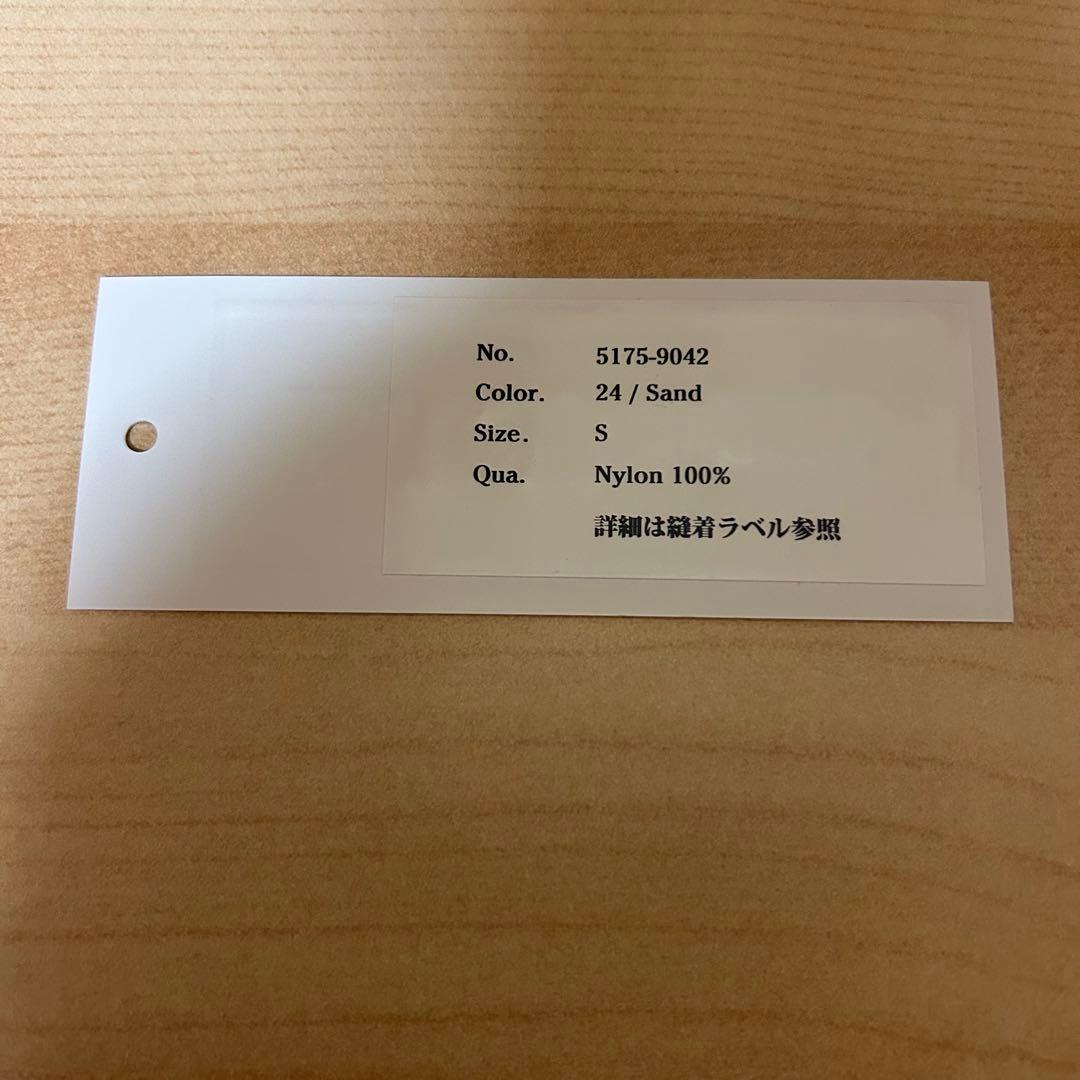 No. 5175-9042
Color. 24 / Sand
Size. S
Qua. Nylon 100%
詳細は縫着ラベル参照